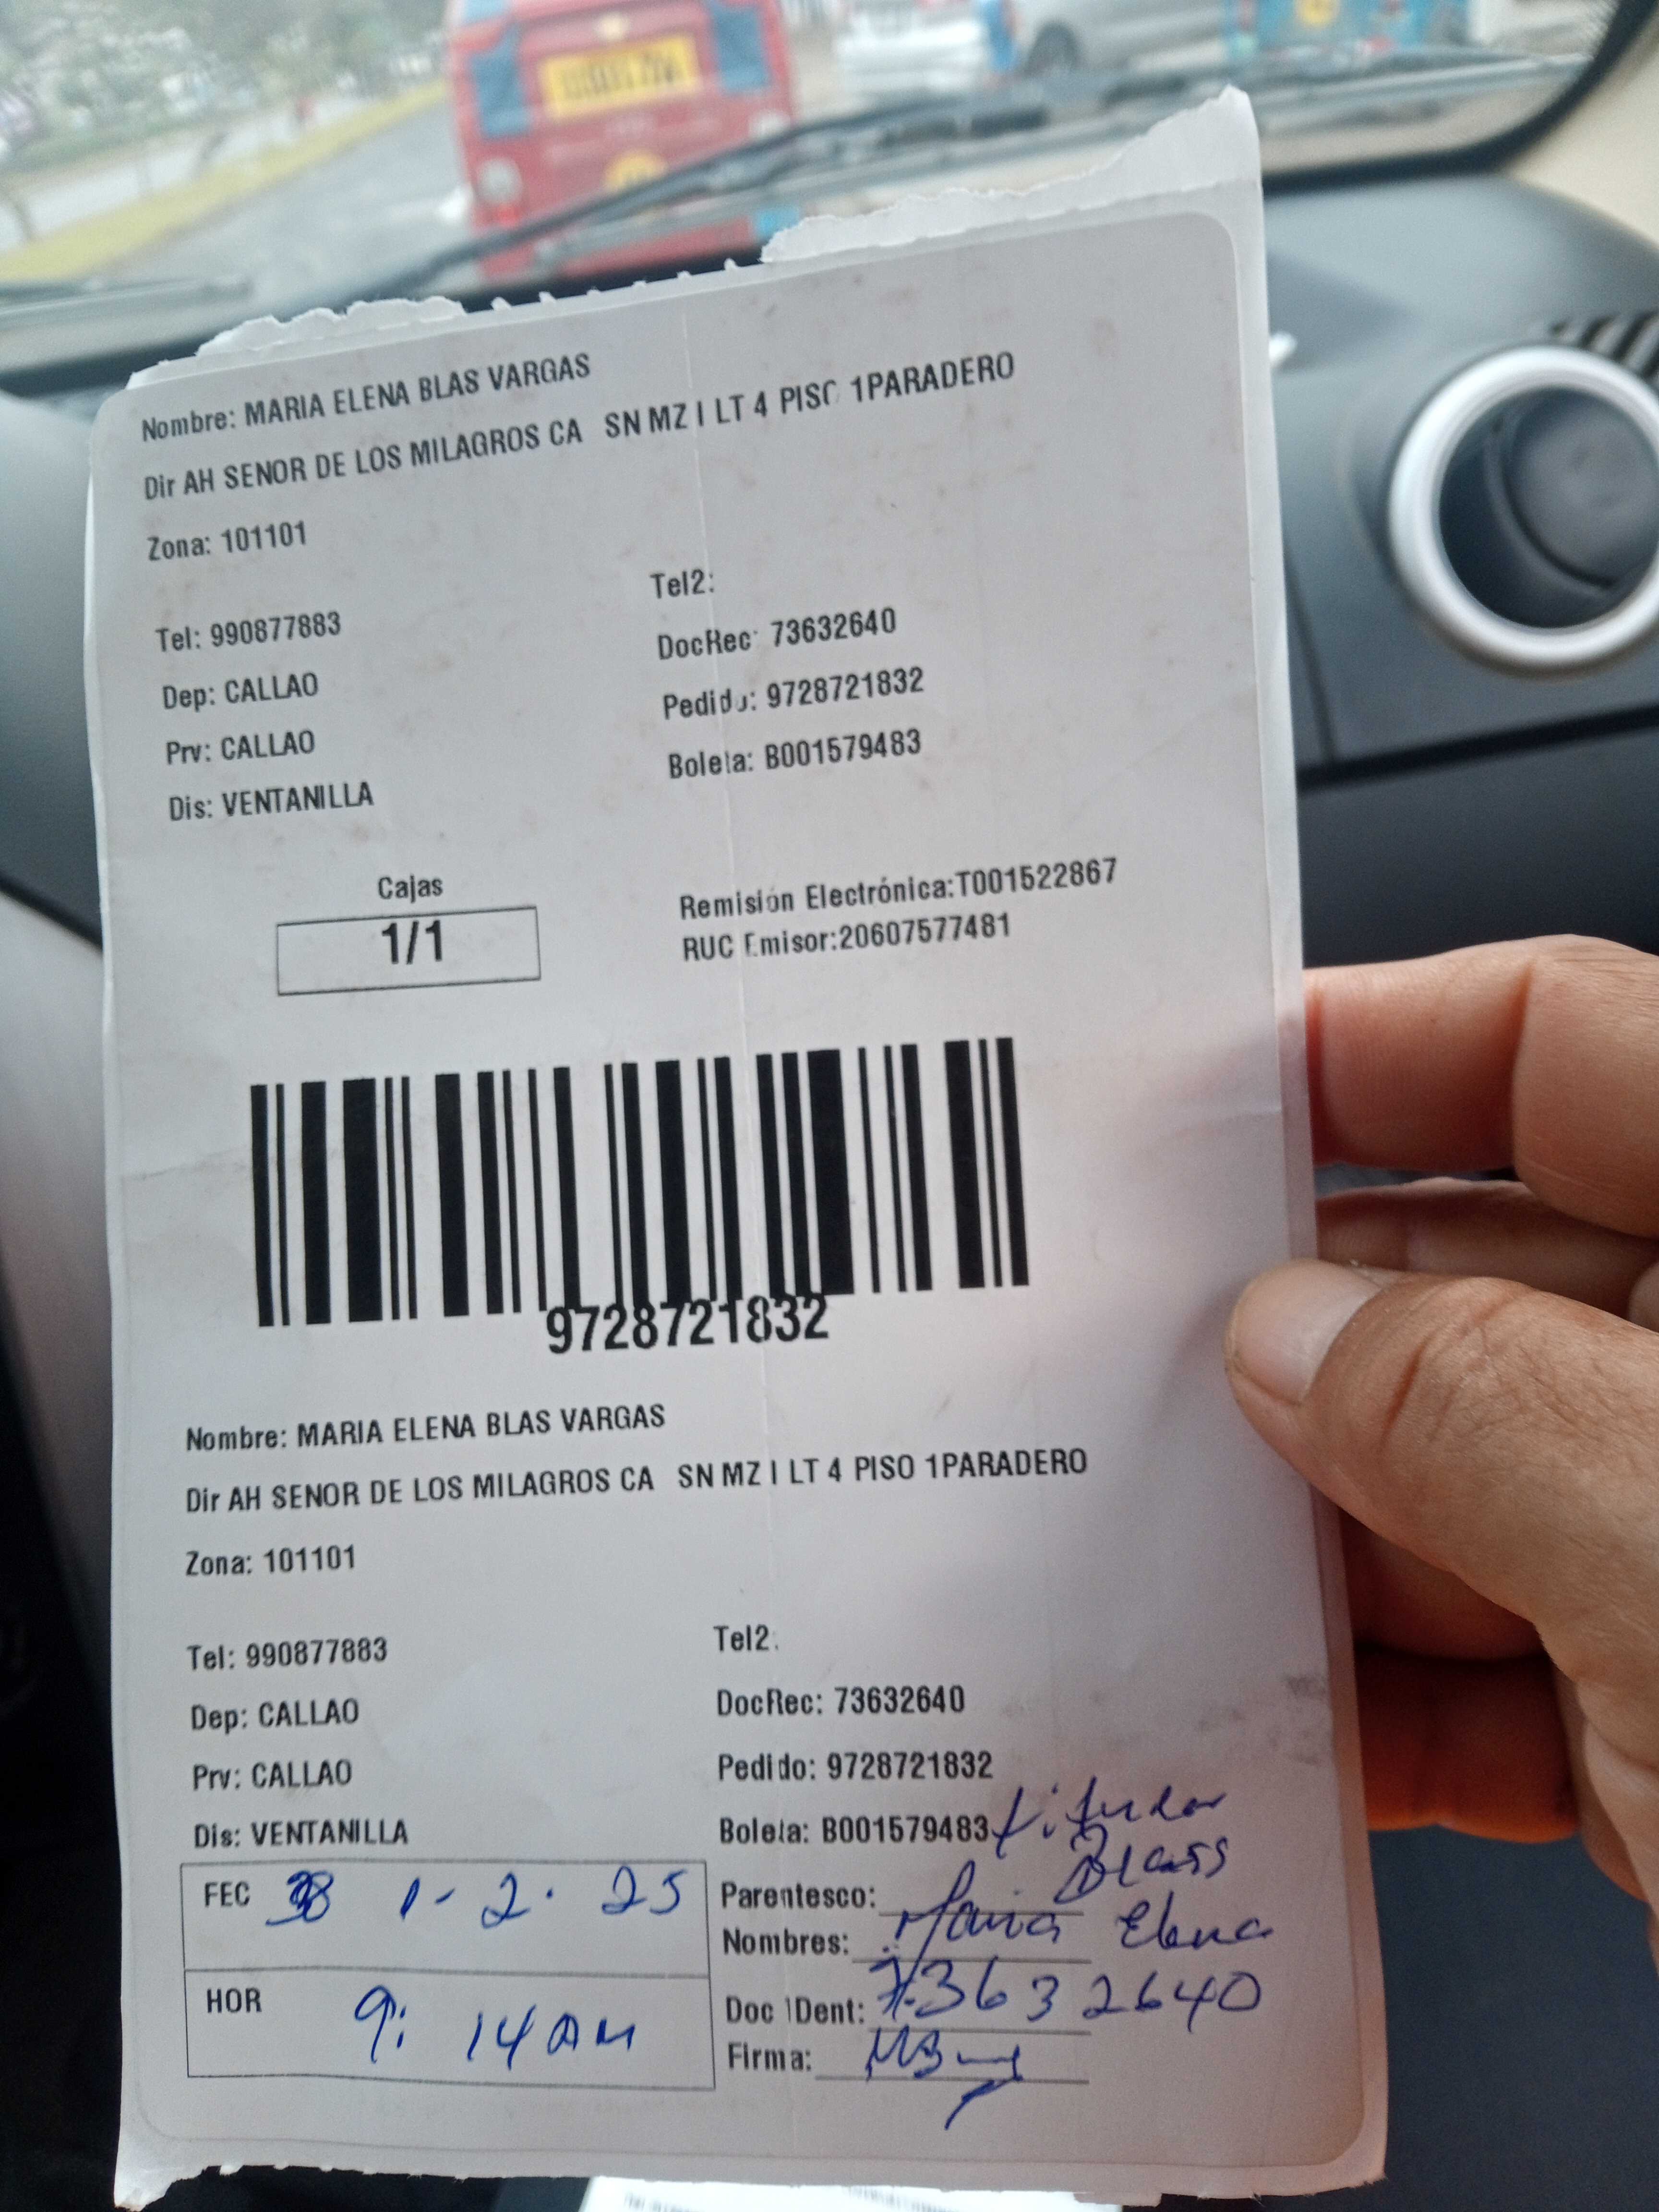 Nombre: MARIA ELENA BLAS VARGAS
Dir AH SENOR DE LOS MILAGROS CA SN MZ I LT 4 PISO 1PARADERO
Zona: 101101
Tel2:
Tel: 990877883
DocRec: 73632640
Dep: CALLAO
Pedido: 9728721832
Prv: CALLAO
Boleta: B001579483
Dis: VENTANILLA
Cajas
1/1
Remisión Electrónica:T001522867
RUC Emisor:20607577481
9728721832
Nombre: MARIA ELENA BLAS VARGAS
Dir AH SENOR DE LOS MILAGROS CA SN MZ I LT 4 PISO 1PARADERO
Zona: 101101
Tel: 990877883
Tel2:
Dep: CALLAO
DocRec: 73632640
Prv: CALLAO
Pedido: 9728721832
Dis: VENTANILLA
Boleta: B001579483
titular
FEC 1-2. 25
Parentesco: Blass
Nombres: Maria Elena
HOR 9: 14 AM
Doc IDent: 73632640
Firma: